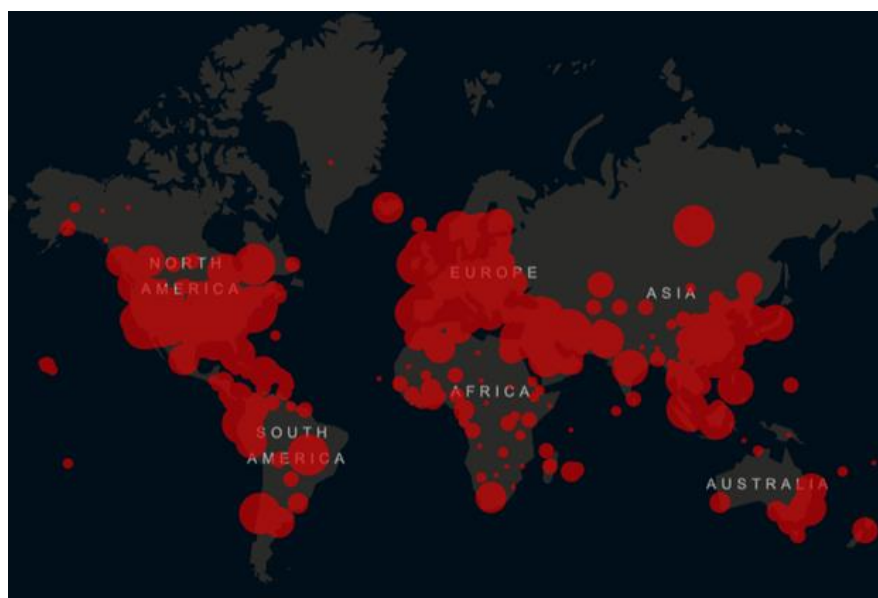 NORTH
AMERICA
EUROPE
ASIA
AFRICA
SOUTH
AMERICA
AUSTRALIA